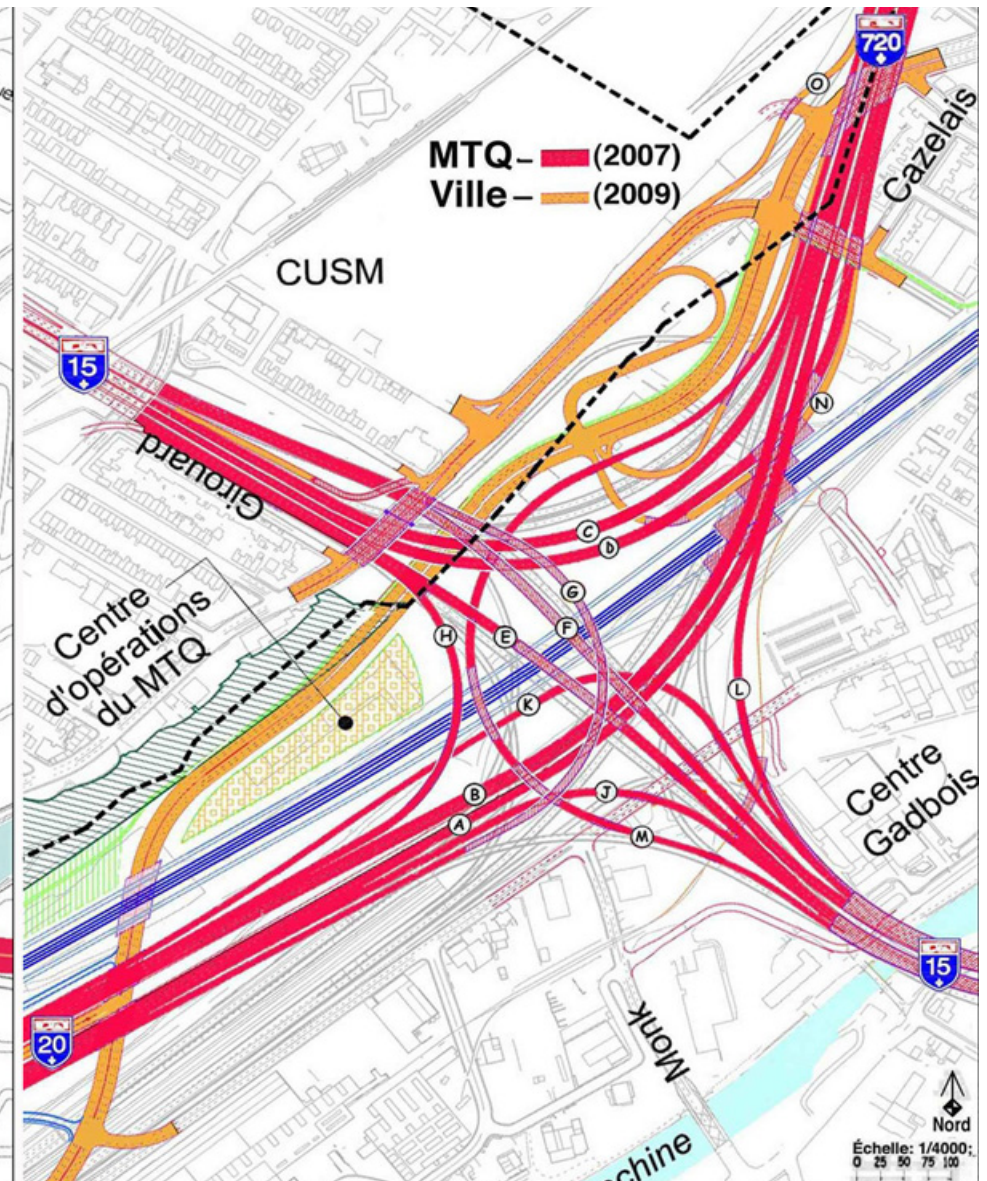 720
O
MTQ– (2007)
Ville– (2009)
Cazelais
CUSM
15
N
Girouard
C
D
G
F
E
H
Centre
d'opérations
du MTQ
L
K
B
A
J
M
Centre
Gadbois
15
20
Monk
Nord
Échelle: 1/4000;
0 25 50 75 100
chine